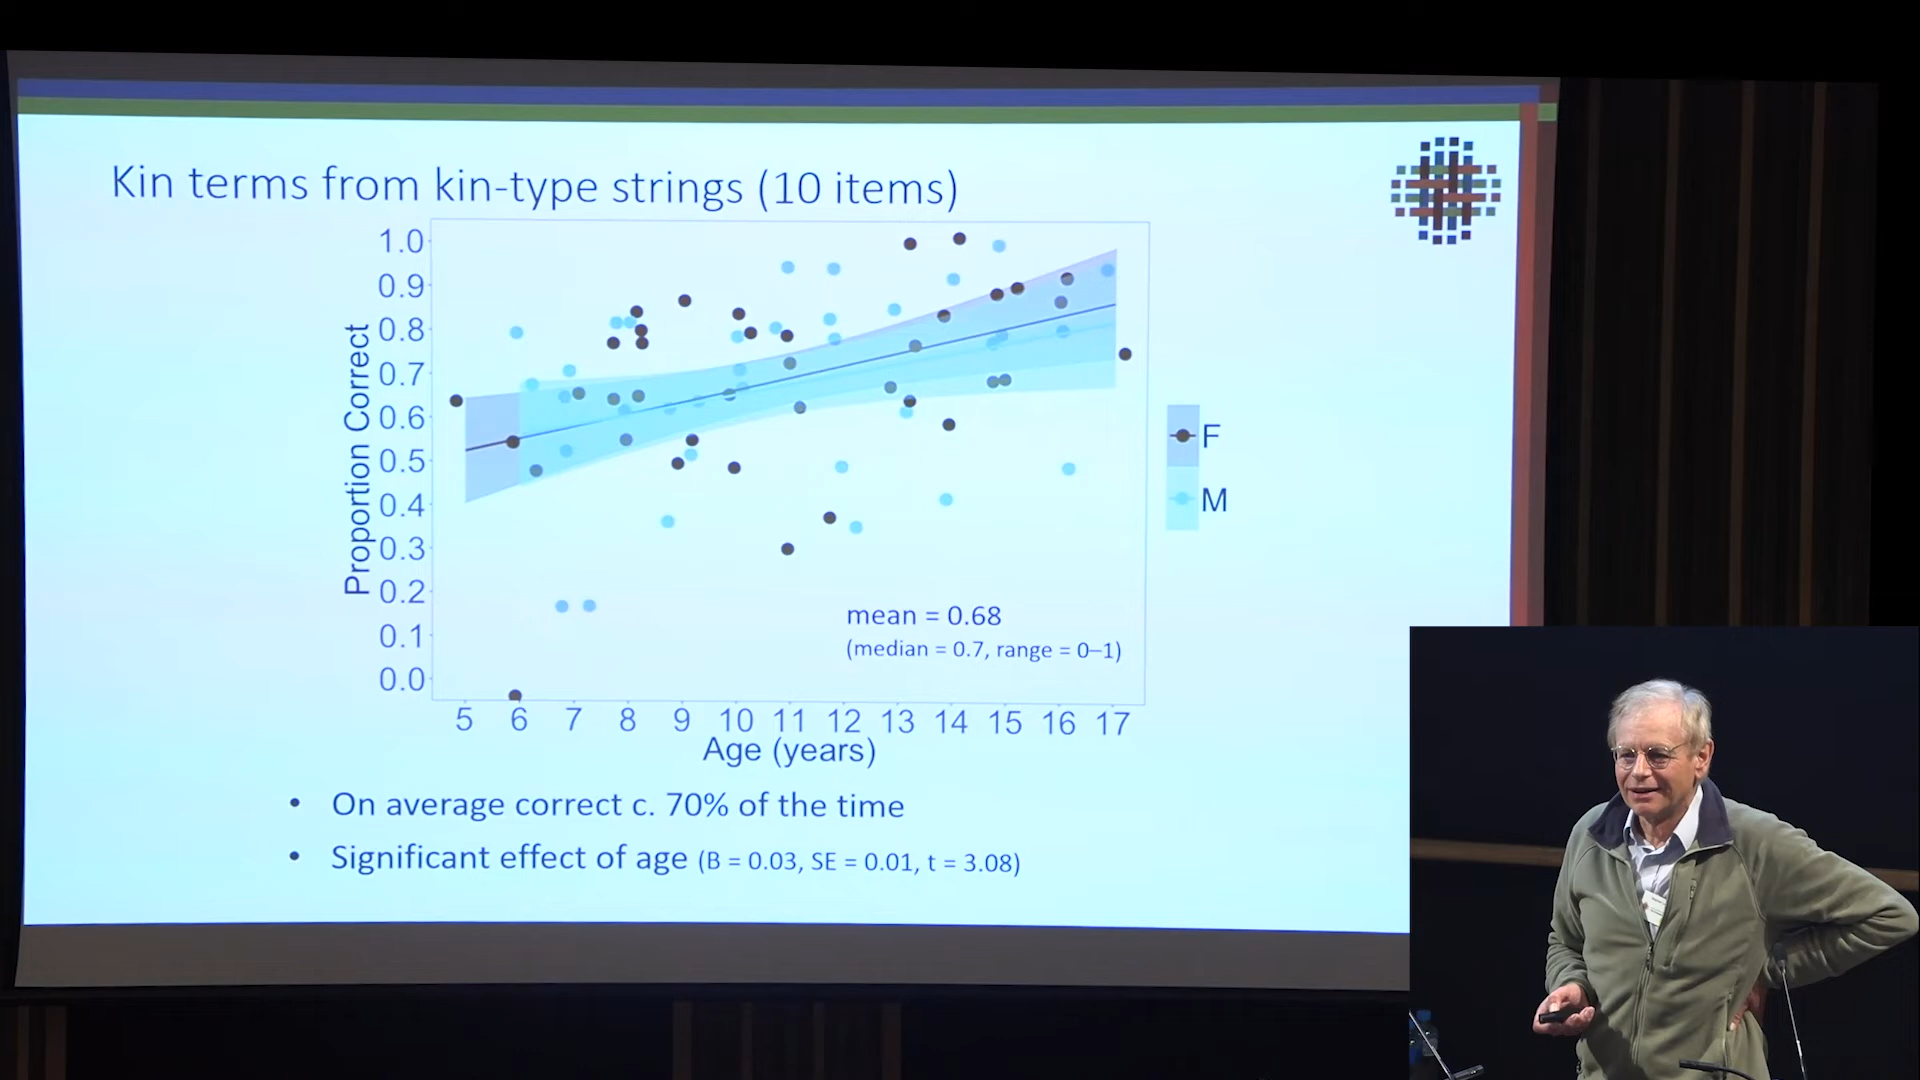 Kin terms from kin-type strings (10 items)
1.0
0.9
0.8
0.7
0.6
0.5
0.4
0.3
0.2
0.1
0.0
Proportion Correct
F
M
mean = 0.68
(median = 0.7, range = 0–1)
5 6 7 8 9 10 11 12 13 14 15 16 17
Age (years)
• On average correct c. 70% of the time
• Significant effect of age (B = 0.03, SE = 0.01, t = 3.08)